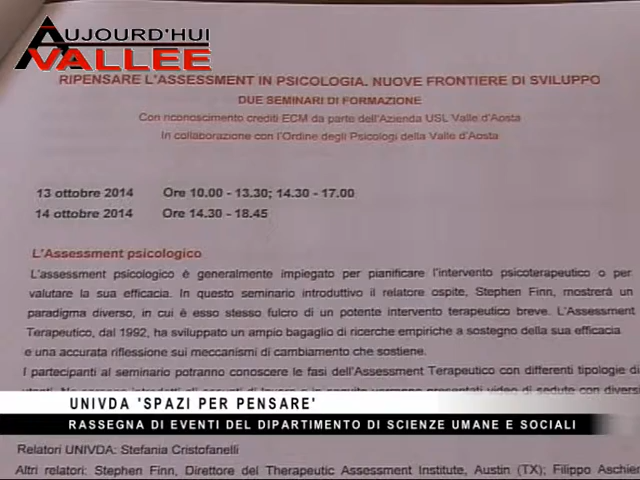 AUJOURD'HUI
VALLEE
RIPENSARE L'ASSESSMENT IN PSICOLOGIA. NUOVE FRONTIERE DI SVILUPPO
DUE SEMINARI DI FORMAZIONE
Con riconoscimento crediti ECM da parte dell'Azienda USL Valle d'Aosta
In collaborazione con l'Ordine degli Psicologi della Valle d'Aosta
13 ottobre 2014 Ore 10.00 - 13.30; 14.30 - 17.00
14 ottobre 2014 Ore 14.30 - 18.45
L'Assessment psicologico
L'assessment psicologico è generalmente impiegato per pianificare l'intervento psicoterapeutico o per
valutare la sua efficacia. In questo seminario introduttivo il relatore ospite, Stephen Finn, mostrerà un
paradigma diverso, in cui è esso stesso fulcro di un potente intervento terapeutico breve. L'Assessment
Terapeutico, dal 1992, ha sviluppato un ampio bagaglio di ricerche empiriche a sostegno della sua efficacia
e una accurata riflessione sui meccanismi di cambiamento che sostiene.
I partecipanti al seminario potranno conoscere le fasi dell'Assessment Terapeutico con differenti tipologie di
video di sedute con diversi
UNIVDA 'SPAZI PER PENSARE'
RASSEGNA DI EVENTI DEL DIPARTIMENTO DI SCIENZE UMANE E SOCIALI
Relatori UNIVDA: Stefania Cristofanelli
Altri relatori: Stephen Finn, Direttore del Therapeutic Assessment Institute, Austin (TX); Filippo Aschier